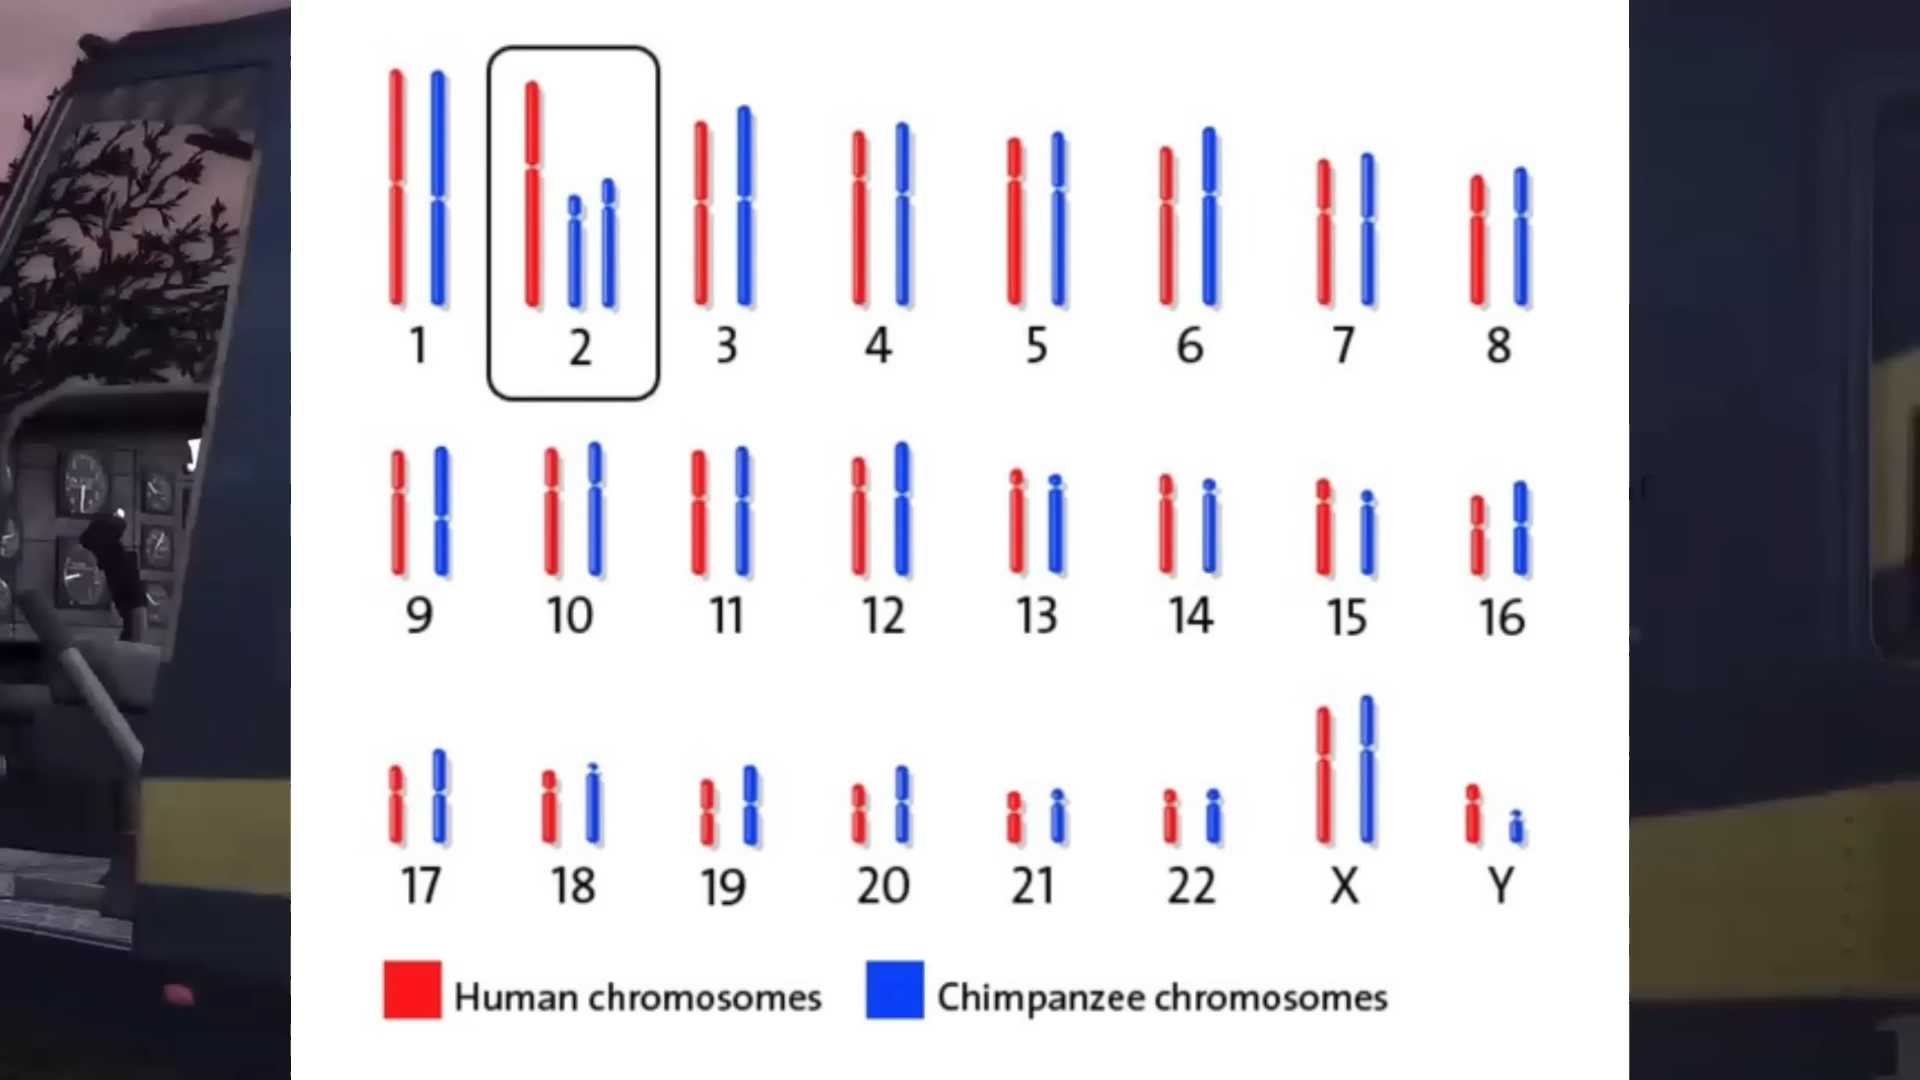 1 2 3 4 5 6 7 8
9 10 11 12 13 14 15 16
17 18 19 20 21 22 X Y
Human chromosomes Chimpanzee chromosomes